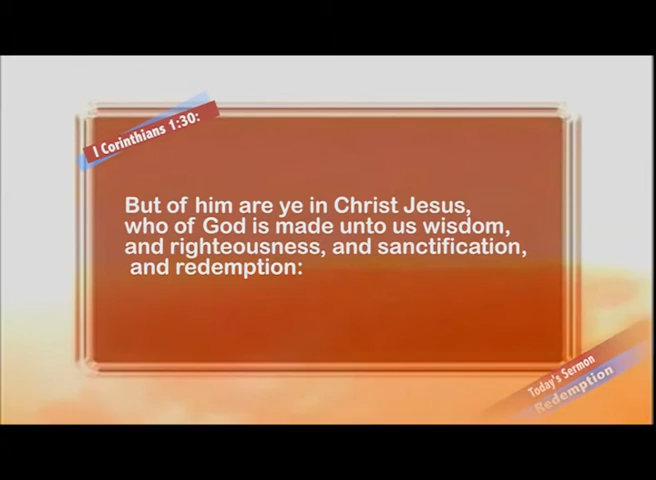 I Corinthians 1:30:
But of him are ye in Christ Jesus,
who of God is made unto us wisdom,
and righteousness, and sanctification,
and redemption:
Today's Sermon
Redemption